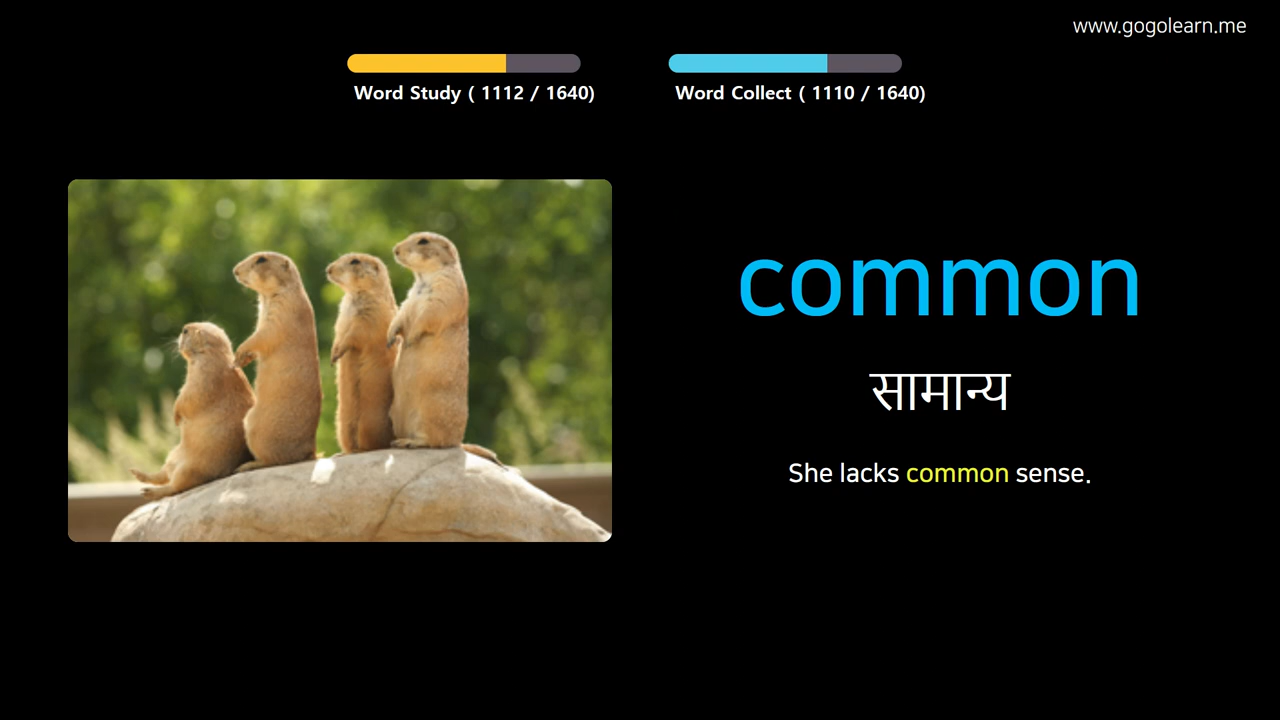 www.gogolearn.me
Word Study ( 1112 / 1640)
Word Collect ( 1110 / 1640)
common
सामान्य
She lacks common sense.